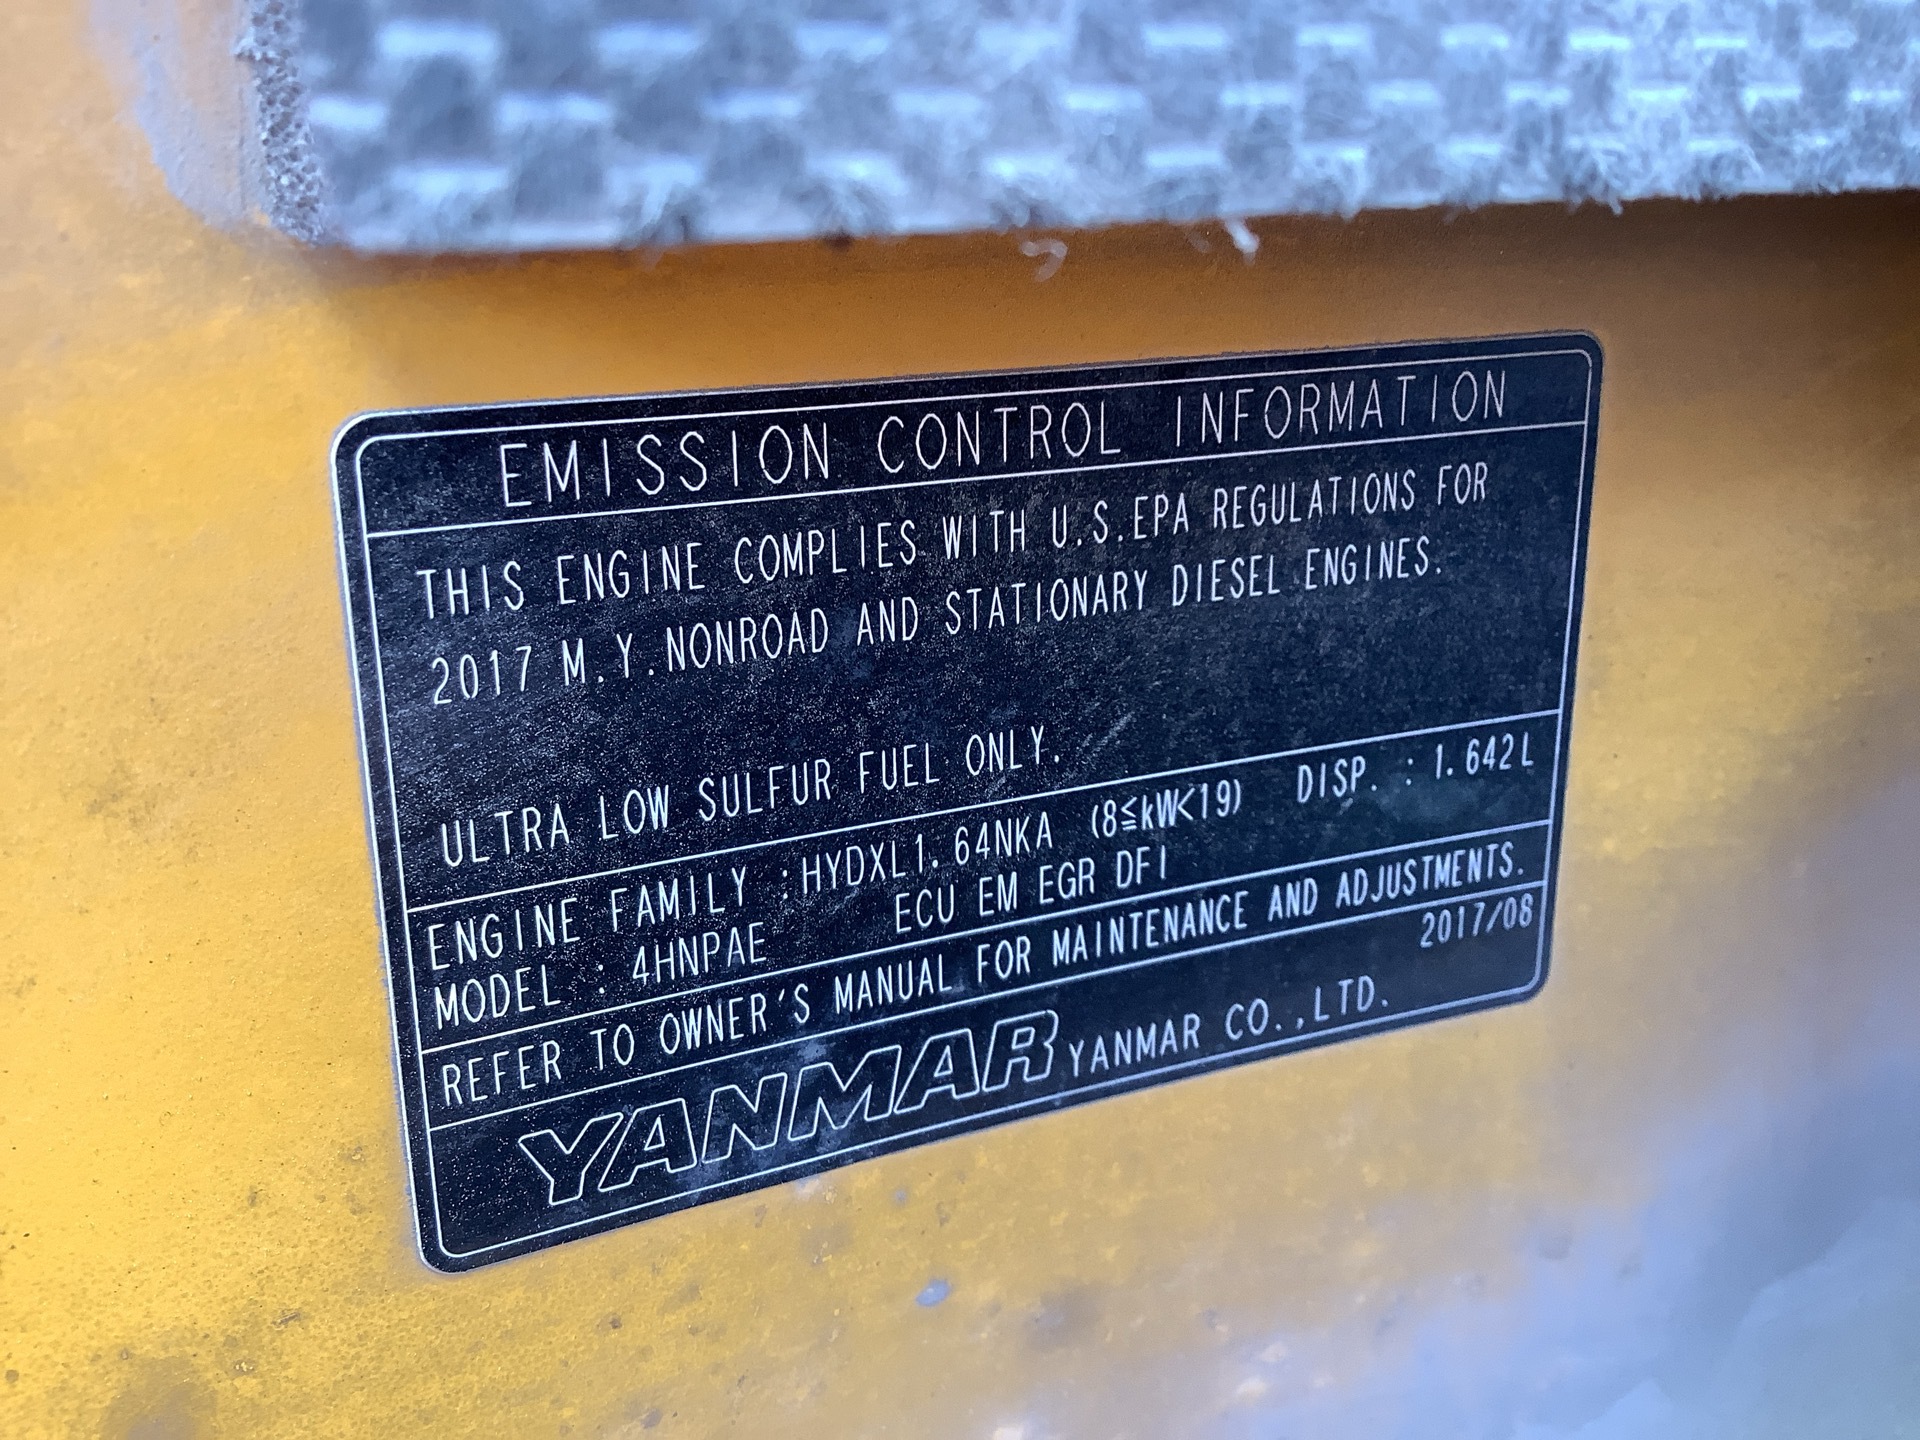 EMISSION CONTROL INFORMATION
THIS ENGINE COMPLIES WITH U.S.EPA REGULATIONS FOR
2017 M.Y.NONROAD AND STATIONARY DIESEL ENGINES.
ULTRA LOW SULFUR FUEL ONLY.
ENGINE FAMILY :HYDXL1.64NKA (8≦kW<19) DISP. : 1.642L
MODEL : 4HNPAE ECU EM EGR DFI
REFER TO OWNER'S MANUAL FOR MAINTENANCE AND ADJUSTMENTS.
2017/08
YANMAR YANMAR CO.,LTD.